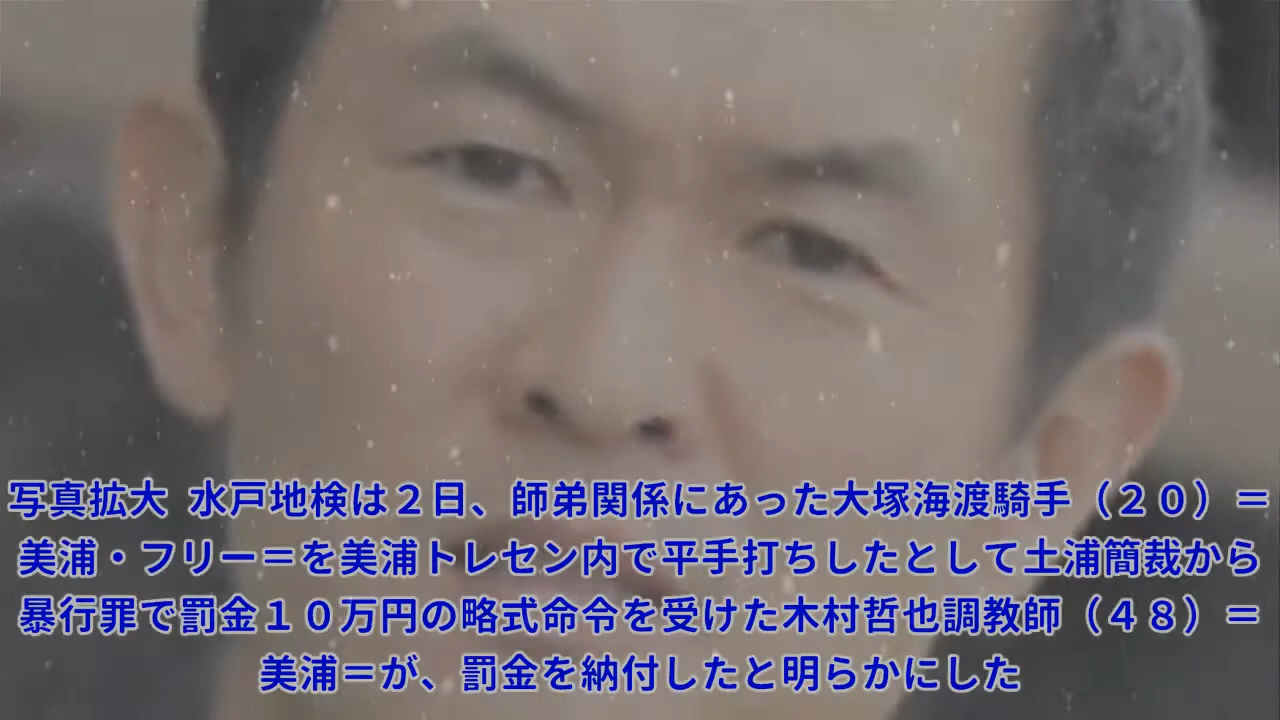 写真拡大 水戸地検は２日、師弟関係にあった大塚海渡騎手（２０）＝
美浦・フリー＝を美浦トレセン内で平手打ちしたとして土浦簡裁から
暴行罪で罰金１０万円の略式命令を受けた木村哲也調教師（４８）＝
美浦＝が、罰金を納付したと明らかにした